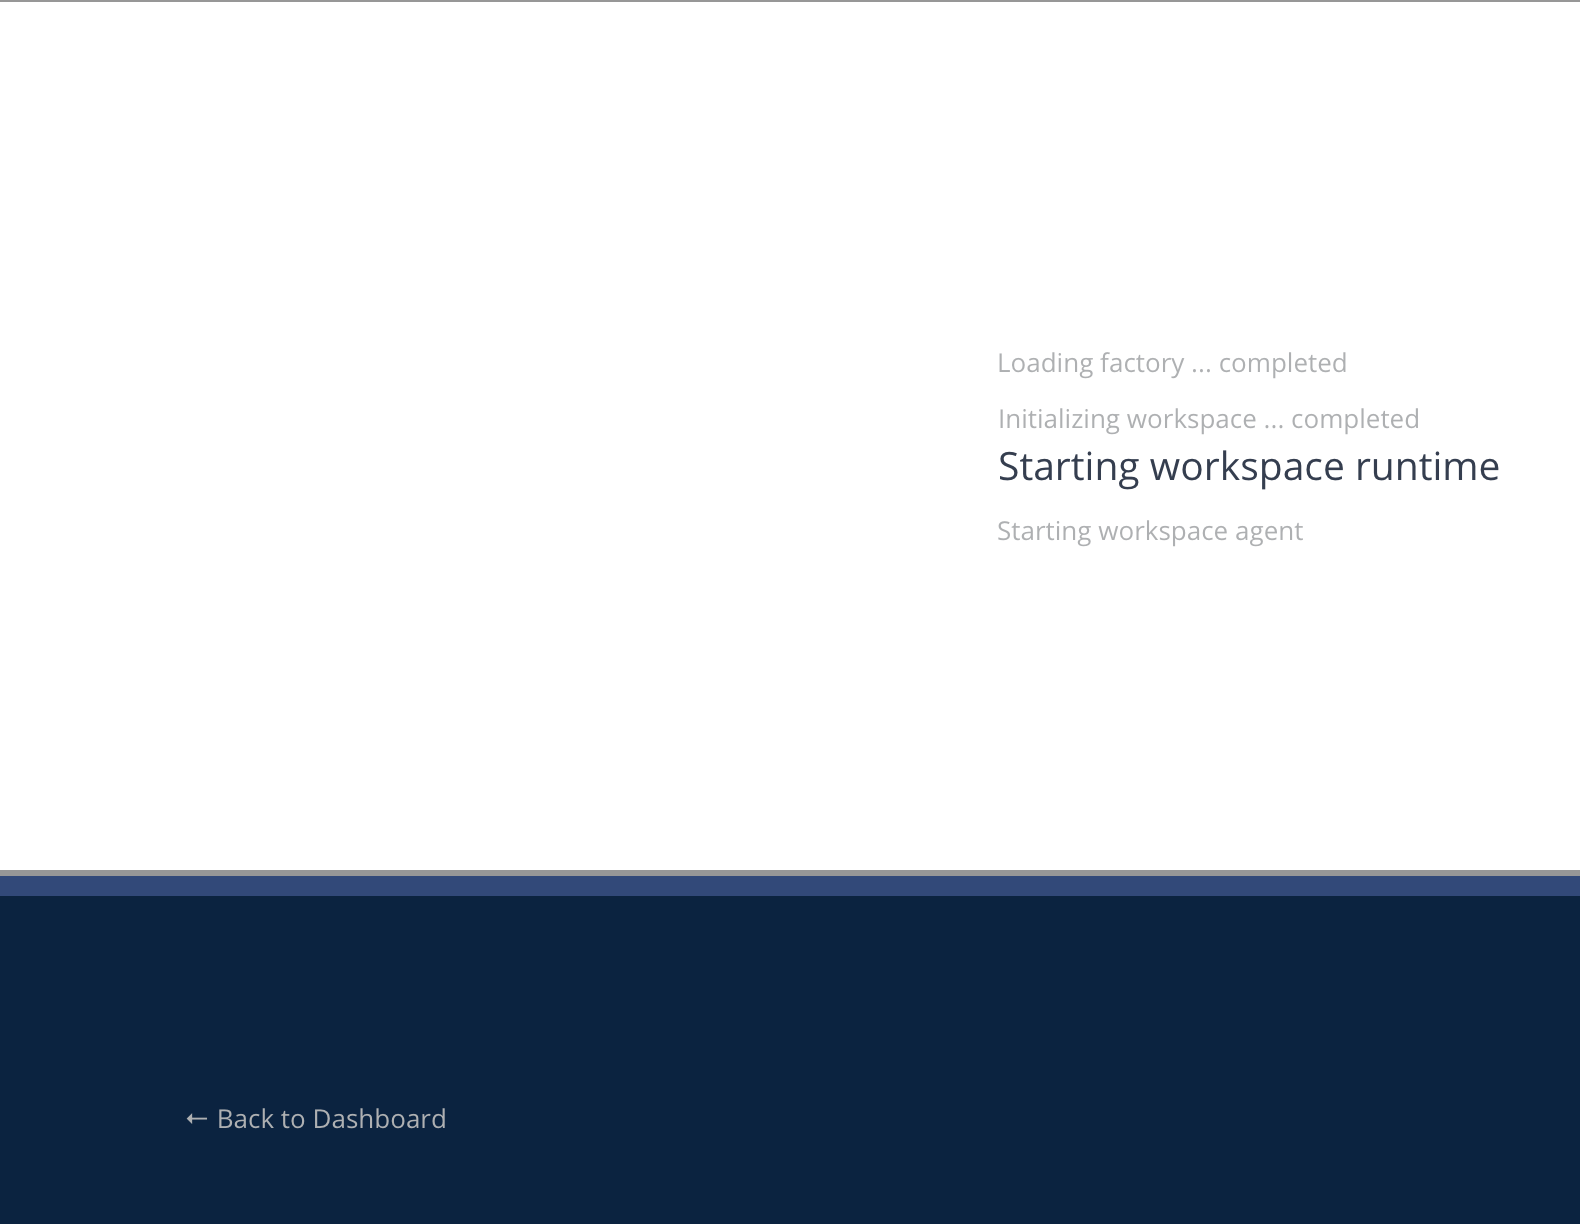 Loading factory ... completed
Initializing workspace ... completed
Starting workspace runtime
Starting workspace agent
← Back to Dashboard